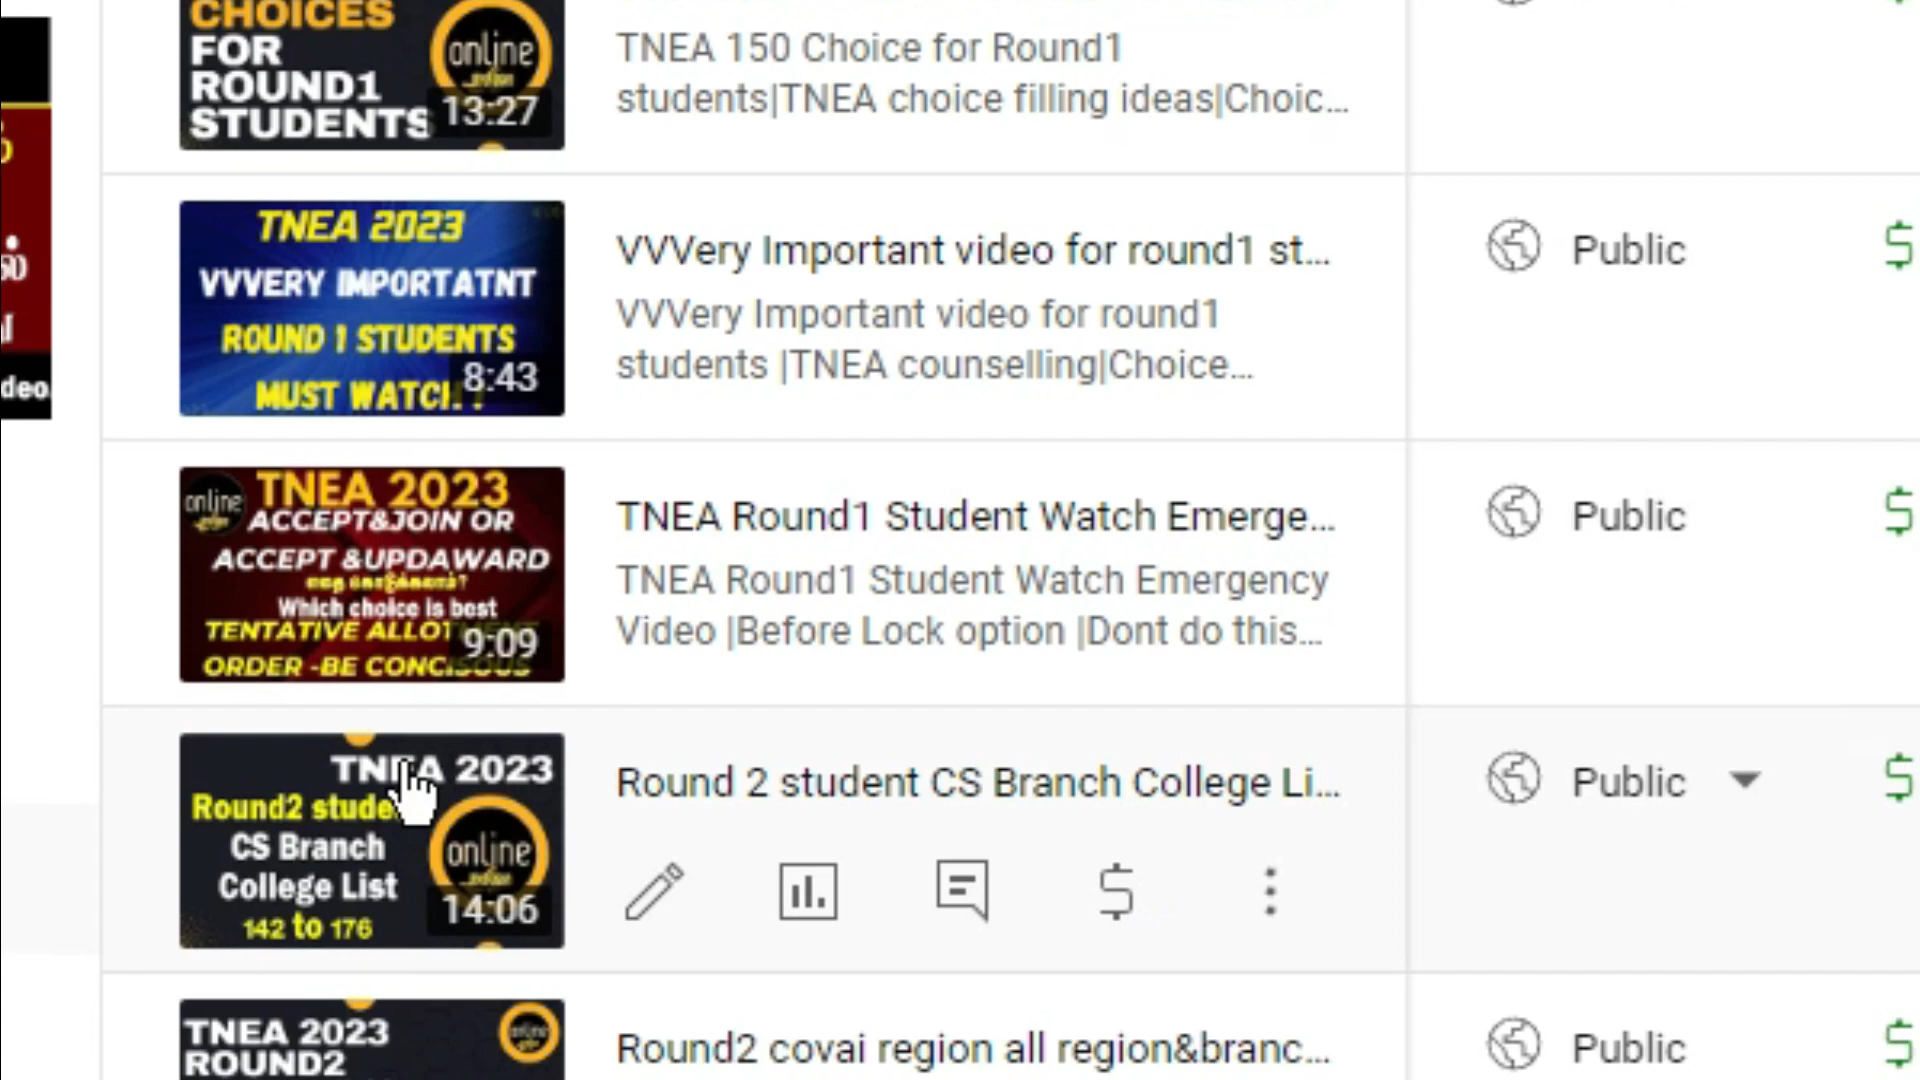 CHOICES
FOR
ROUND1
STUDENTS
online
13:27
TNEA 150 Choice for Round1
students|TNEA choice filling ideas|Choic...
deo
TNEA 2023
VVVERY IMPORTATNT
ROUND 1 STUDENTS
MUST WATCH
8:43
VVVery Important video for round1 st...
VVVery Important video for round1
students |TNEA counselling|Choice...
Public
online
TNEA 2023
ACCEPT&JOIN OR
ACCEPT &UPDAWARD
Which choice is best
TENTATIVE ALLOT
ORDER -BE CONCISOUS
9:09
TNEA Round1 Student Watch Emerge...
TNEA Round1 Student Watch Emergency
Video |Before Lock option |Dont do this...
Public
TNEA 2023
Round2 stude
CS Branch
College List
142 to 176
online
14:06
Round 2 student CS Branch College Li...
Public
TNEA 2023
ROUND2
online
Round2 covai region all region&branc...
Public